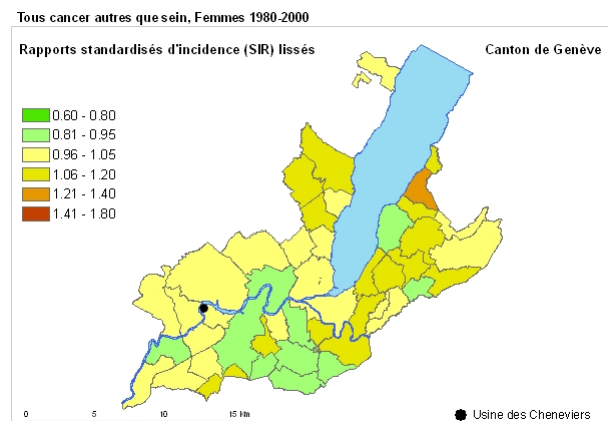 Tous cancer autres que sein, Femmes 1980-2000
Rapports standardisés d'incidence (SIR) lissés
Canton de Genève
0.60 - 0.80
0.81 - 0.95
0.96 - 1.05
1.06 - 1.20
1.21 - 1.40
1.41 - 1.80
0 5 10 15 Km
Usine des Cheneviers